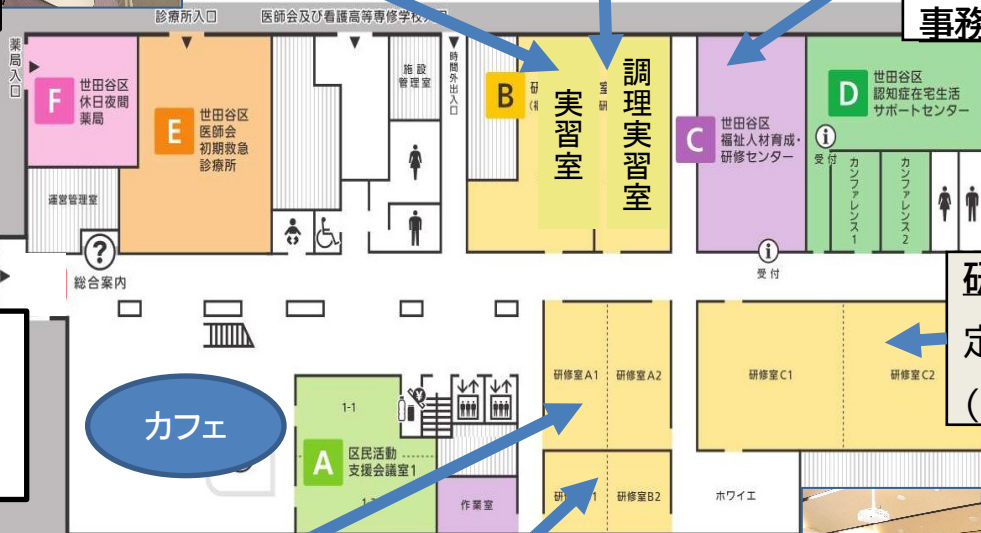 診療所入口
医師会及び看護高等専修学校
事務
薬局入口
F
世田谷区
休日夜間
薬局
E
世田谷区
医師会
初期救急
診療所
施設
管理室
時間外出入口
B
研
実習室
室
研
調理実習室
C
世田谷区
福祉人材育成・
研修センター
D
世田谷区
認知症在宅生活
サポートセンター
i
受付
カンファレンス1
カンファレンス2
運営管理室
?
総合案内
i
受付
研
定
(
研修室A1
研修室A2
研修室C1
研修室C2
カフェ
1-1
A
区民活動
支援会議室1
作業室
研
1
研修室B2
ホワイエ